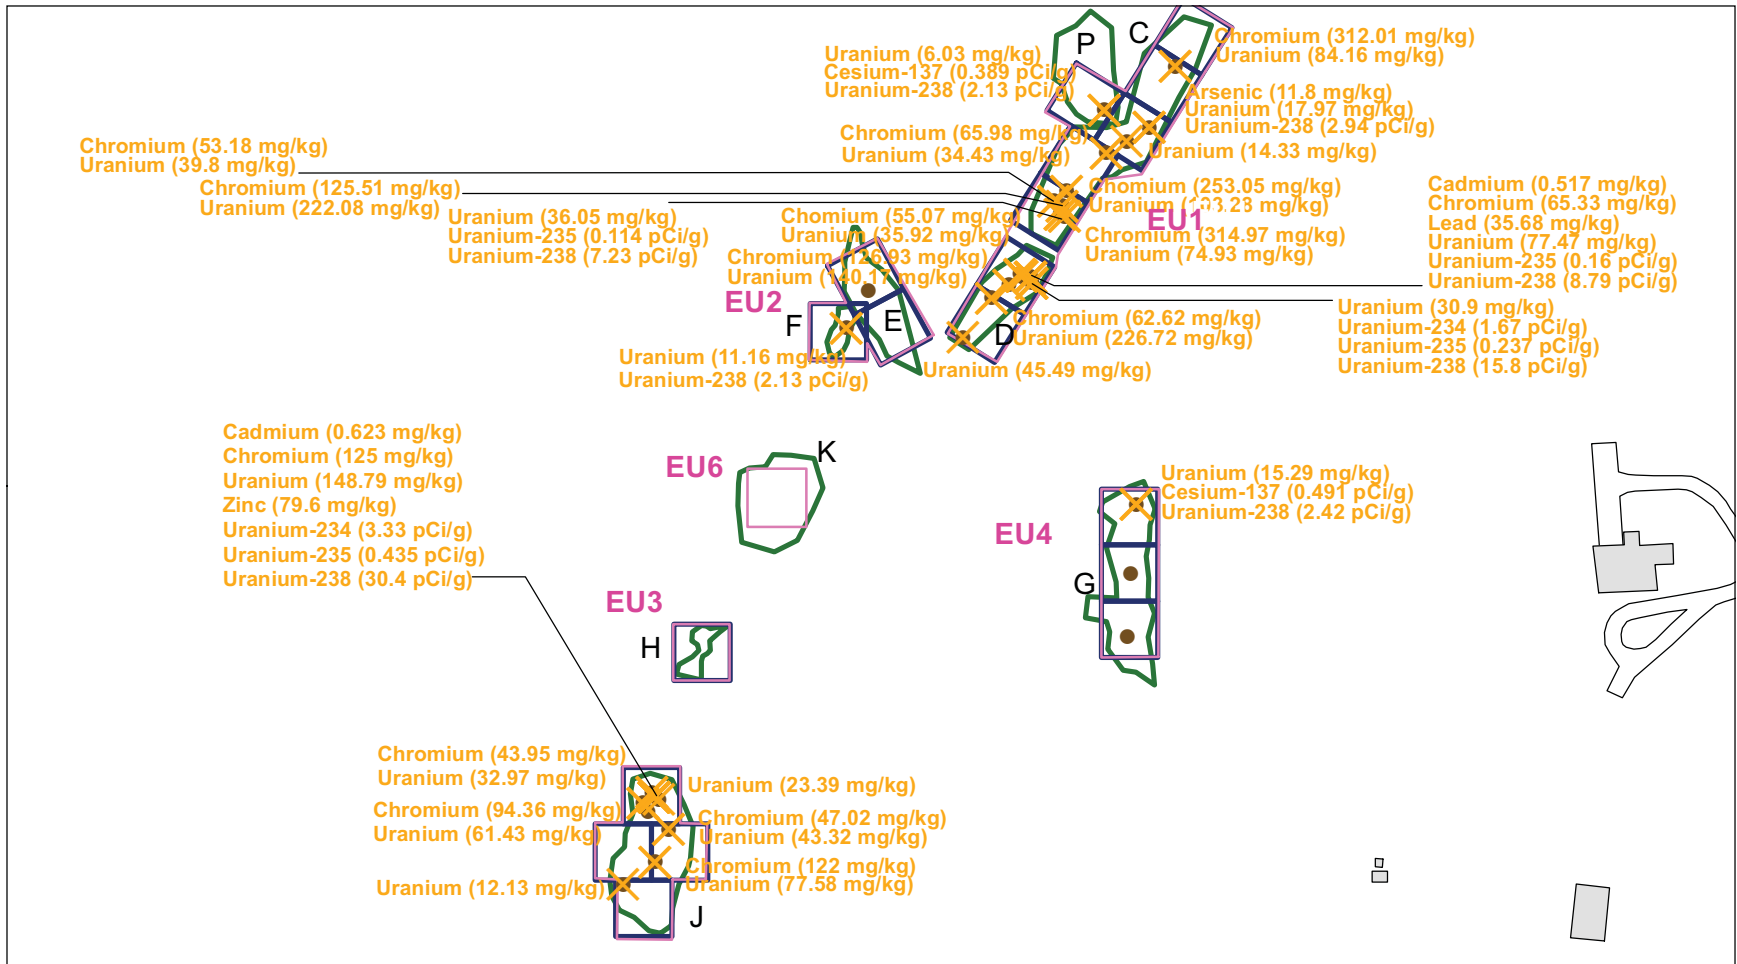 P
C
Chromium (312.01 mg/kg)
Uranium (84.16 mg/kg)
Uranium (6.03 mg/kg)
Cesium-137 (0.389 pCi/g)
Uranium-238 (2.13 pCi/g)
Arsenic (11.8 mg/kg)
Uranium (17.97 mg/kg)
Uranium-238 (2.94 pCi/g)
Chromium (65.98 mg/kg)
Uranium (34.43 mg/kg)
Uranium (14.33 mg/kg)
Chromium (53.18 mg/kg)
Uranium (39.8 mg/kg)
Chromium (125.51 mg/kg)
Uranium (222.08 mg/kg)
Uranium (36.05 mg/kg)
Uranium-235 (0.114 pCi/g)
Uranium-238 (7.23 pCi/g)
Chomium (55.07 mg/kg)
Uranium (35.92 mg/kg)
Chromium (126.93 mg/kg)
Uranium (140.17 mg/kg)
Chomium (253.05 mg/kg)
Uranium mg/kg)
EU1
Chromium (314.97 mg/kg)
Uranium (74.93 mg/kg)
Cadmium (0.517 mg/kg)
Chromium (65.33 mg/kg)
Lead (35.68 mg/kg)
Uranium (77.47 mg/kg)
Uranium-235 (0.16 pCi/g)
Uranium-238 (8.79 pCi/g)
Uranium (30.9 mg/kg)
Uranium-234 (1.67 pCi/g)
Uranium-235 (0.237 pCi/g)
Uranium-238 (15.8 pCi/g)
EU2
F
E
D
Chromium (62.62 mg/kg)
Uranium (226.72 mg/kg)
Uranium (11.16 mg/kg)
Uranium-238 (2.13 pCi/g)
Uranium (45.49 mg/kg)
Cadmium (0.623 mg/kg)
Chromium (125 mg/kg)
Uranium (148.79 mg/kg)
Zinc (79.6 mg/kg)
Uranium-234 (3.33 pCi/g)
Uranium-235 (0.435 pCi/g)
Uranium-238 (30.4 pCi/g)
EU6
K
Uranium (15.29 mg/kg)
Cesium-137 (0.491 pCi/g)
Uranium-238 (2.42 pCi/g)
EU4
G
EU3
H
Chromium (43.95 mg/kg)
Uranium (32.97 mg/kg)
Chromium (94.36 mg/kg)
Uranium (61.43 mg/kg)
Uranium (12.13 mg/kg)
Uranium (23.39 mg/kg)
Chromium (47.02 mg/kg)
Uranium (43.32 mg/kg)
Chromium (122 mg/kg)
Uranium (77.58 mg/kg)
J